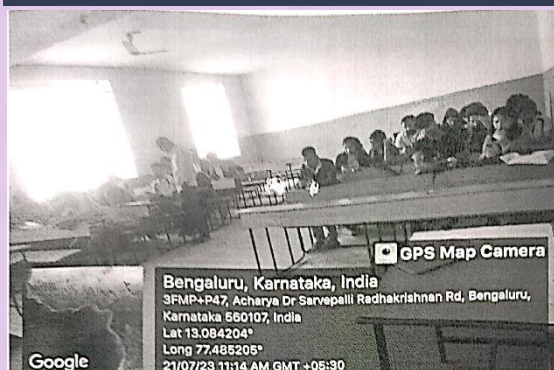 GPS Map Camera
Bengaluru, Karnataka, India
3FMP+P47, Acharya Dr Sarvepalli Radhakrishnan Rd, Bengaluru,
Karnataka 560107, India
Lat 13.084204°
Long 77.485205°
21/07/23 11:14 AM GMT +05:30
Google